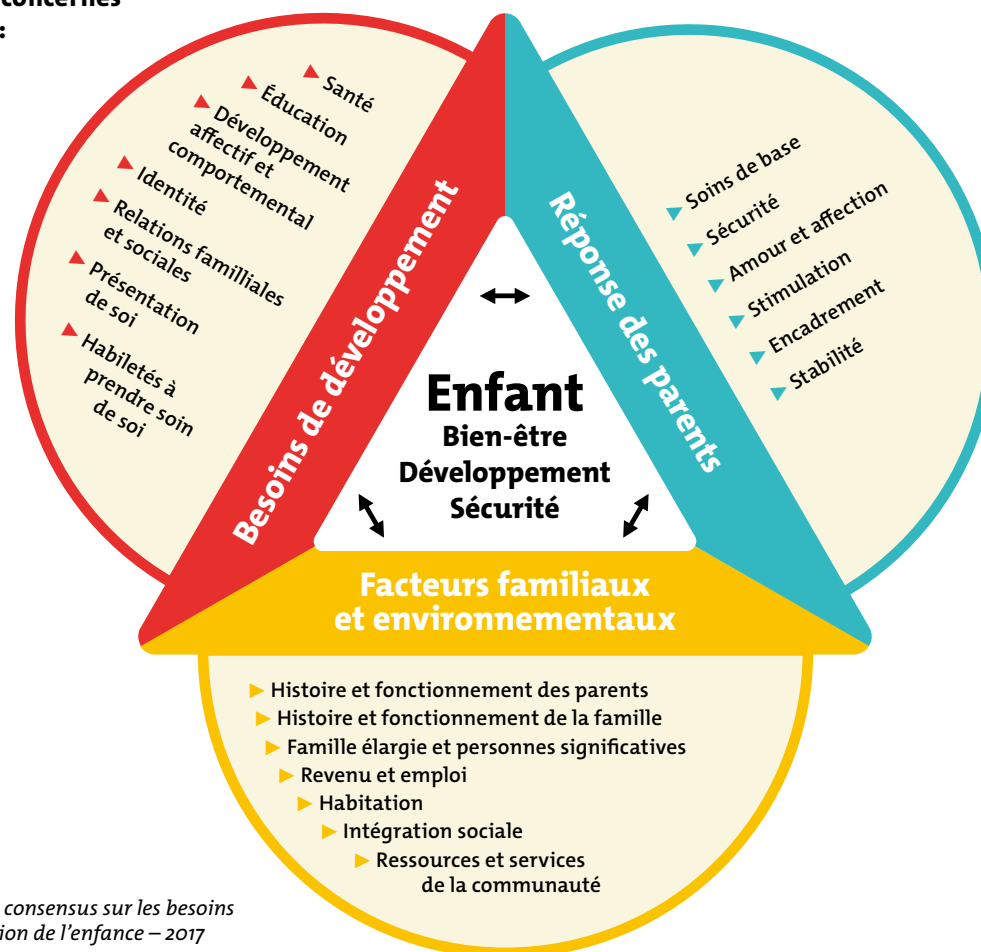 concernés
:
Santé
Éducation
Développement
affectif et
comportemental
Identité
Relations familliales
et sociales
Présentation
de soi
Habiletés à
prendre soin
de soi
Besoins de développement
Réponse des parents
Soins de base
Sécurité
Amour et affection
Stimulation
Encadrement
Stabilité
Enfant
Bien-être
Développement
Sécurité
Facteurs familiaux
et environnementaux
Histoire et fonctionnement des parents
Histoire et fonctionnement de la famille
Famille élargie et personnes significatives
Revenu et emploi
Habitation
Intégration sociale
Ressources et services
de la communauté
consensus sur les besoins
de l'enfance – 2017